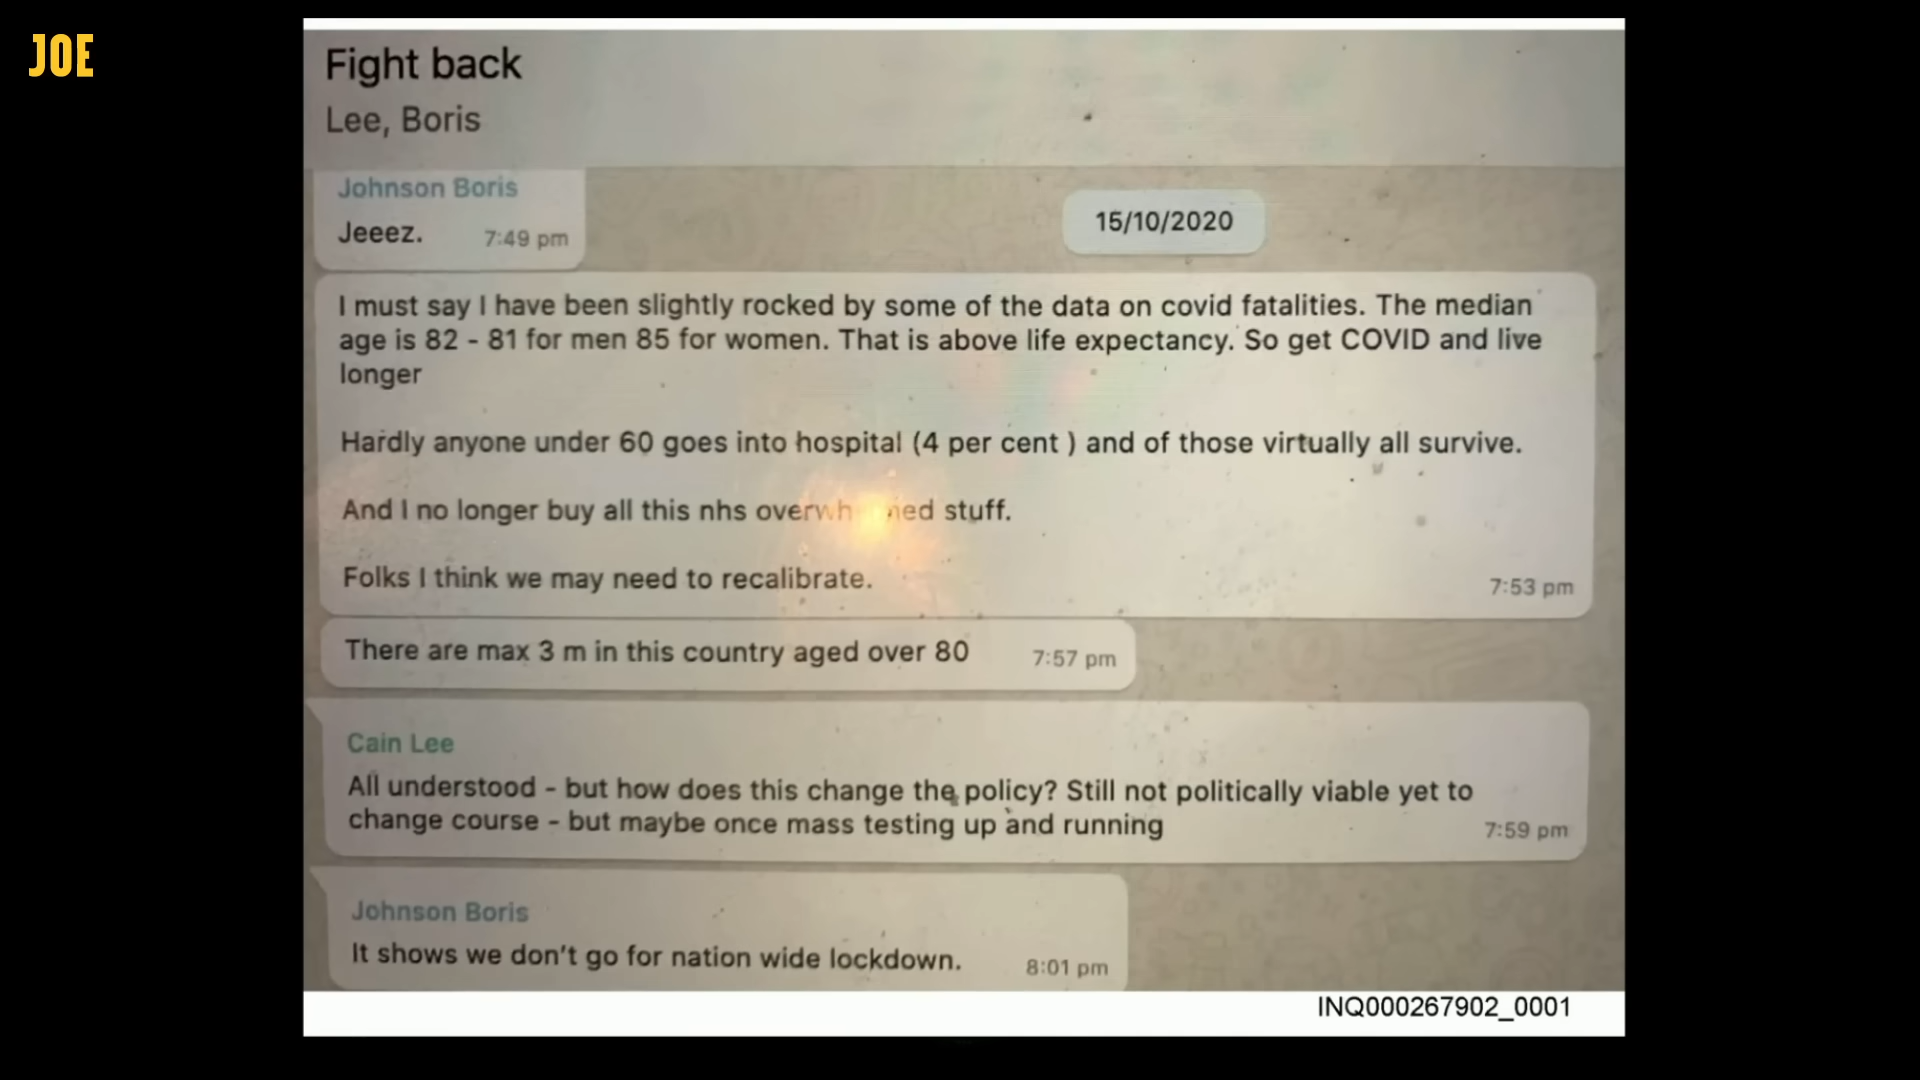 JOE
Fight back
Lee, Boris
Johnson Boris
Jeeez. 7:49 pm
15/10/2020
I must say I have been slightly rocked by some of the data on covid fatalities. The median
age is 82 - 81 for men 85 for women. That is above life expectancy. So get COVID and live
longer
Hardly anyone under 60 goes into hospital (4 per cent ) and of those virtually all survive.
And I no longer buy all this nhs stuff.
Folks I think we may need to recalibrate. 7:53 pm
There are max 3 m in this country aged over 80 7:57 pm
Cain Lee
All understood - but how does this change the policy? Still not politically viable yet to
change course - but maybe once mass testing up and running 7:59 pm
Johnson Boris
It shows we don't go for nation wide lockdown. 8:01 pm
INQ000267902_0001